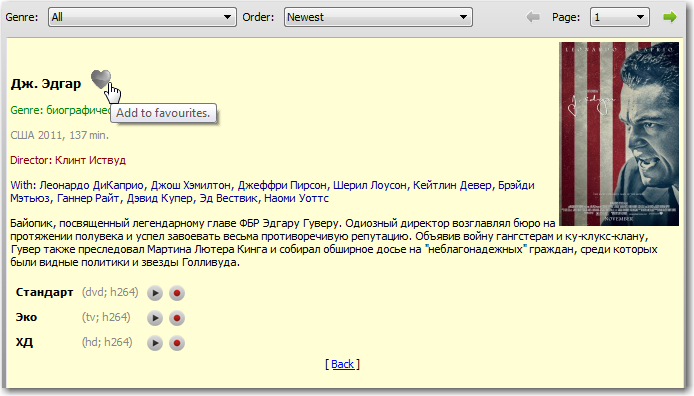 Genre: All Order: Newest Page: 1
LEONARDO DICAPRIO
Дж. Эдгар
Genre: биографичес
Add to favourites.
США 2011, 137 min.
J. Edgar
Director: Клинт Иствуд
With: Леонардо ДиКаприо, Джош Хэмилтон, Джеффри Пирсон, Шерил Лоусон, Кейтлин Девер, Брэйди
Мэтьюз, Ганнер Райт, Дэвид Купер, Эд Вествик, Наоми Уоттс
NOVEMBER
Байопик, посвященный легендарному главе ФБР Эдгару Гуверу. Одиозный директор возглавлял бюро на
протяжении полувека и успел завоевать весьма противоречивую репутацию. Объявив войну гангстерам и ку-клукс-клану,
Гувер также преследовал Мартина Лютера Кинга и собирал обширное досье на "неблагонадежных" граждан, среди которых
были видные политики и звезды Голливуда.
Стандарт (dvd; h264)
Эко (tv; h264)
ХД (hd; h264)
[ Back ]